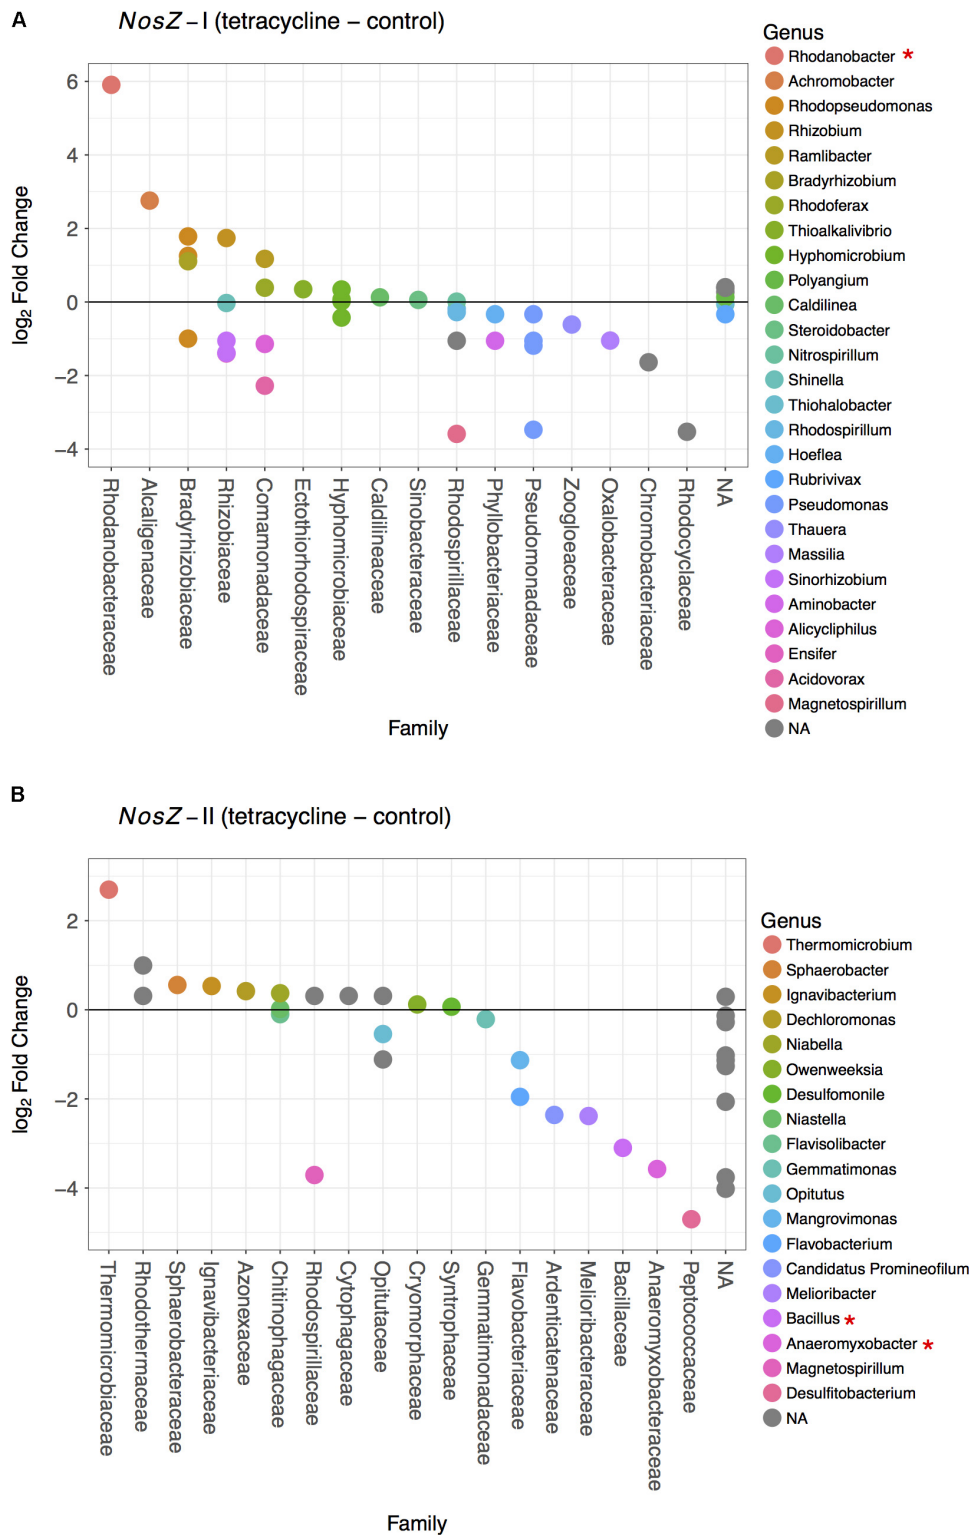 A
NosZ – I (tetracycline – control)
log2 Fold Change
6
4
2
0
−2
−4
Rhodanobacteraceae
Alcaligenaceae
Bradyrhizobiaceae
Rhizobiaceae
Comamonadaceae
Ectothiorhodospiraceae
Hyphomicrobiaceae
Caldilineaceae
Sinobacteraceae
Rhodospirillaceae
Phyllobacteriaceae
Pseudomonadaceae
Zoogloeaceae
Oxalobacteraceae
Chromobacteriaceae
Rhodocyclaceae
NA
Family
Genus
Rhodanobacter *
Achromobacter
Rhodopseudomonas
Rhizobium
Ramlibacter
Bradyrhizobium
Rhodoferax
Thioalkalivibrio
Hyphomicrobium
Polyangium
Caldilinea
Steroidobacter
Nitrospirillum
Shinella
Thiohalobacter
Rhodospirillum
Hoeflea
Rubrivivax
Pseudomonas
Thauera
Massilia
Sinorhizobium
Aminobacter
Alicycliphilus
Ensifer
Acidovorax
Magnetospirillum
NA
B
NosZ – II (tetracycline – control)
log2 Fold Change
2
0
−2
−4
Thermomicrobiaceae
Rhodothermaceae
Sphaerobacteraceae
Ignavibacteriaceae
Azonexaceae
Chitinophagaceae
Rhodospirillaceae
Cytophagaceae
Opitutaceae
Cryomorphaceae
Syntrophaceae
Gemmatimonadaceae
Flavobacteriaceae
Ardenticatenaceae
Melioribacteraceae
Bacillaceae
Anaeromyxobacteraceae
Peptococcaceae
NA
Family
Genus
Thermomicrobium
Sphaerobacter
Ignavibacterium
Dechloromonas
Niabella
Owenweeksia
Desulfomonile
Niastella
Flavisolibacter
Gemmatimonas
Opitutus
Mangrovimonas
Flavobacterium
Candidatus Promineofilum
Melioribacter
Bacillus *
Anaeromyxobacter *
Magnetospirillum
Desulfitobacterium
NA